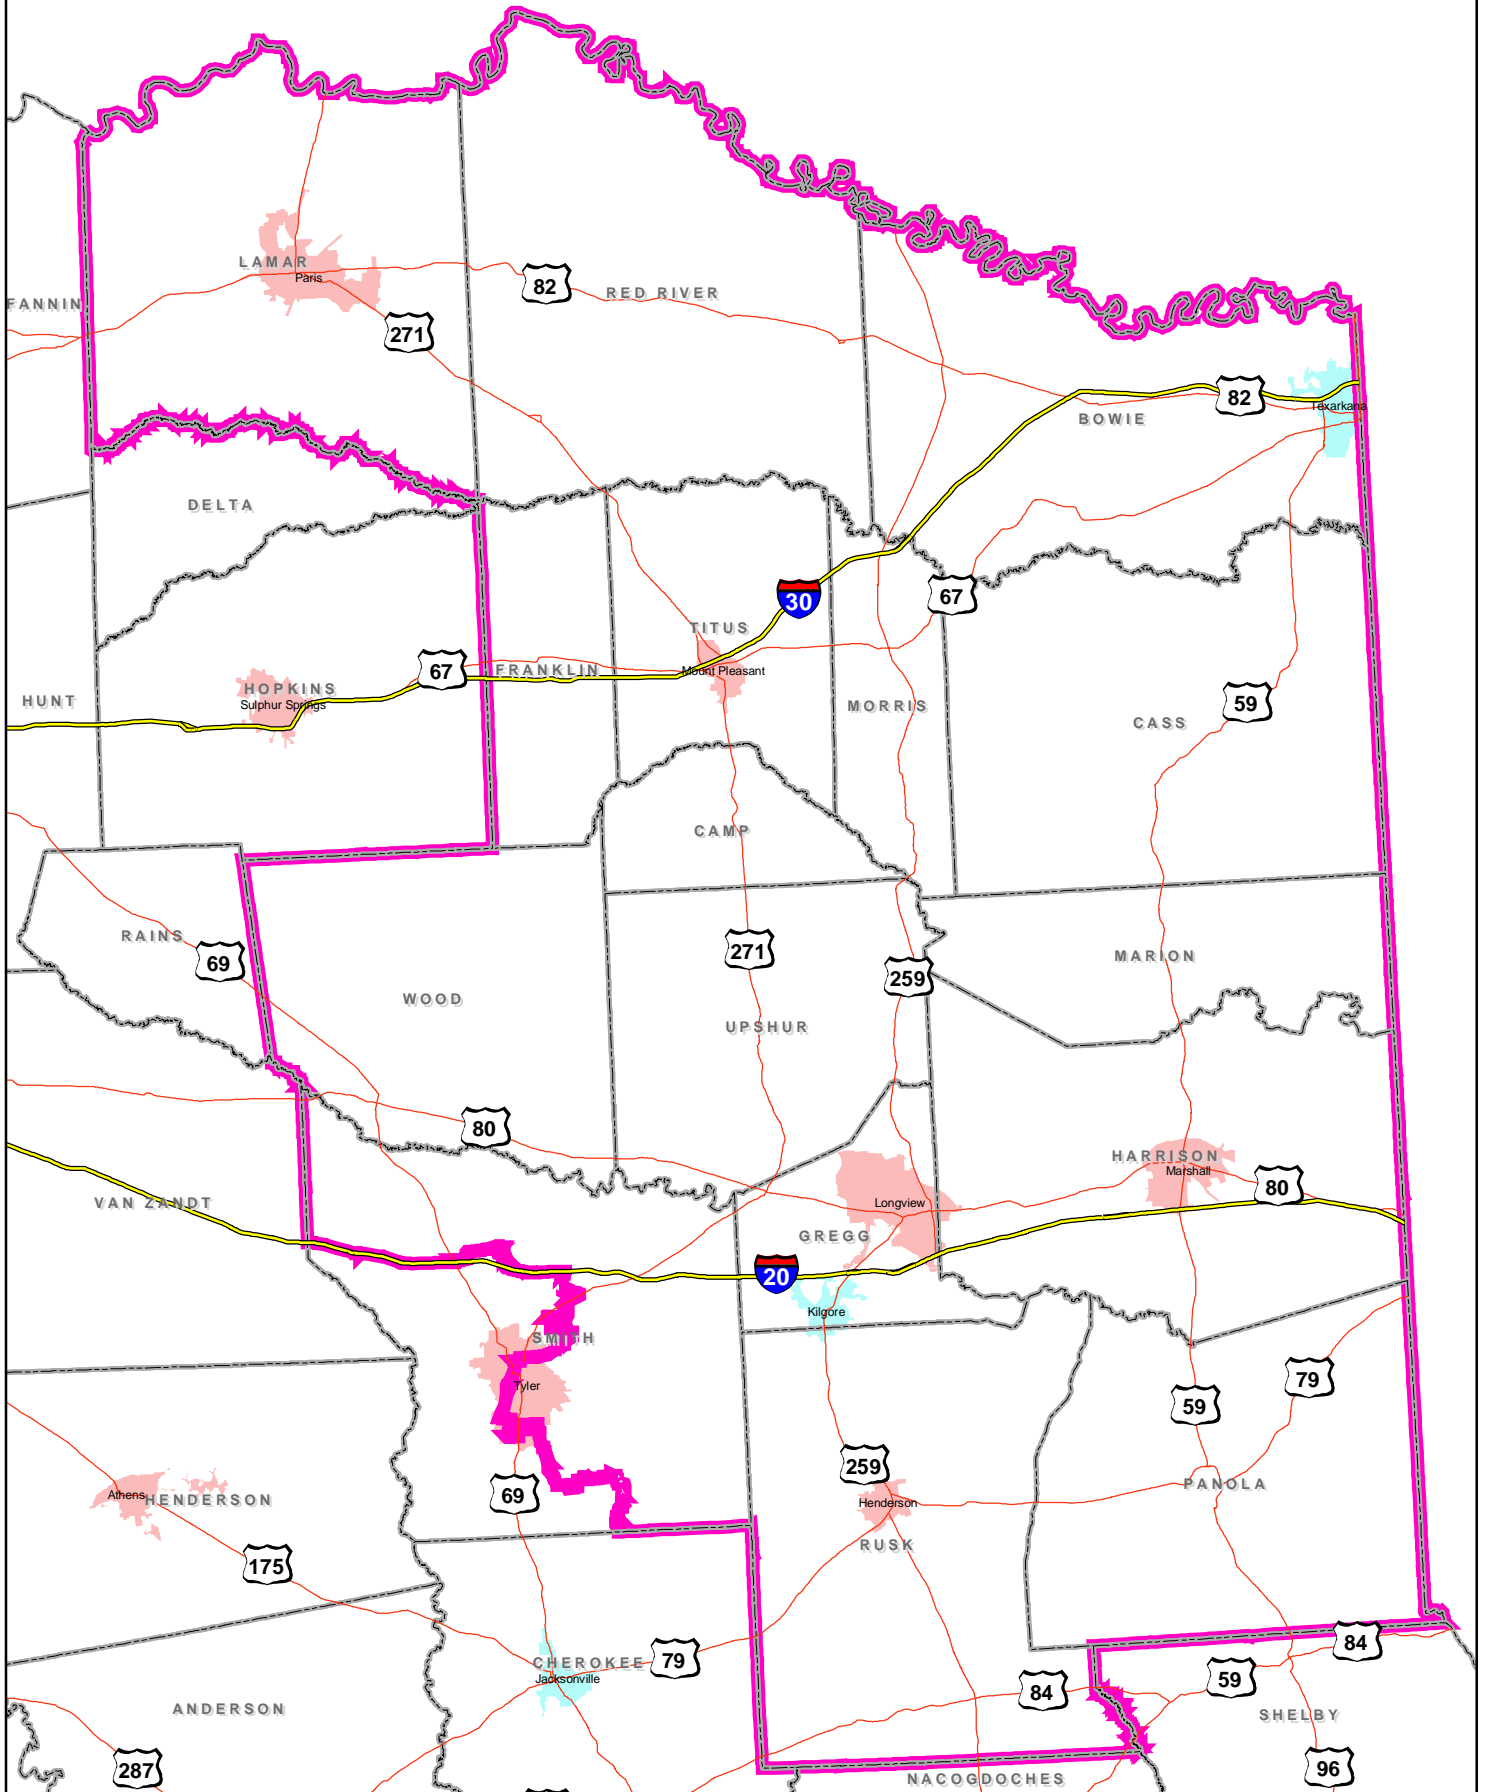 LAMAR
Paris
82
RED RIVER
FANNIN
271
82
Texarkana
BOWIE
DELTA
30
67
TITUS
67
FRANKLIN
Mount Pleasant
HOPKINS
Sulphur Springs
HUNT
MORRIS
59
CASS
CAMP
RAINS
69
271
259
MARION
WOOD
UPSHUR
80
HARRISON
Marshall
80
VAN ZANDT
Longview
GREGG
20
Kilgore
SMITH
Tyler
79
59
259
69
Athens
HENDERSON
Henderson
PANOLA
RUSK
175
84
CHEROKEE
79
Jacksonville
59
84
ANDERSON
SHELBY
287
96
NACOGDOCHES